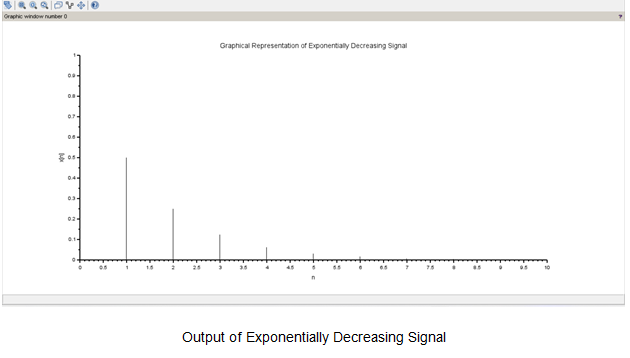 Graphic window number 0
?
Graphical Representation of Exponentially Decreasing Signal
1
0.9
0.8
0.7
0.6
0.5
0.4
0.3
0.2
0.1
0
x[n]
0 0.5 1 1.5 2 2.5 3 3.5 4 4.5 5 5.5 6 6.5 7 7.5 8 8.5 9 9.5 10
n
Output of Exponentially Decreasing Signal